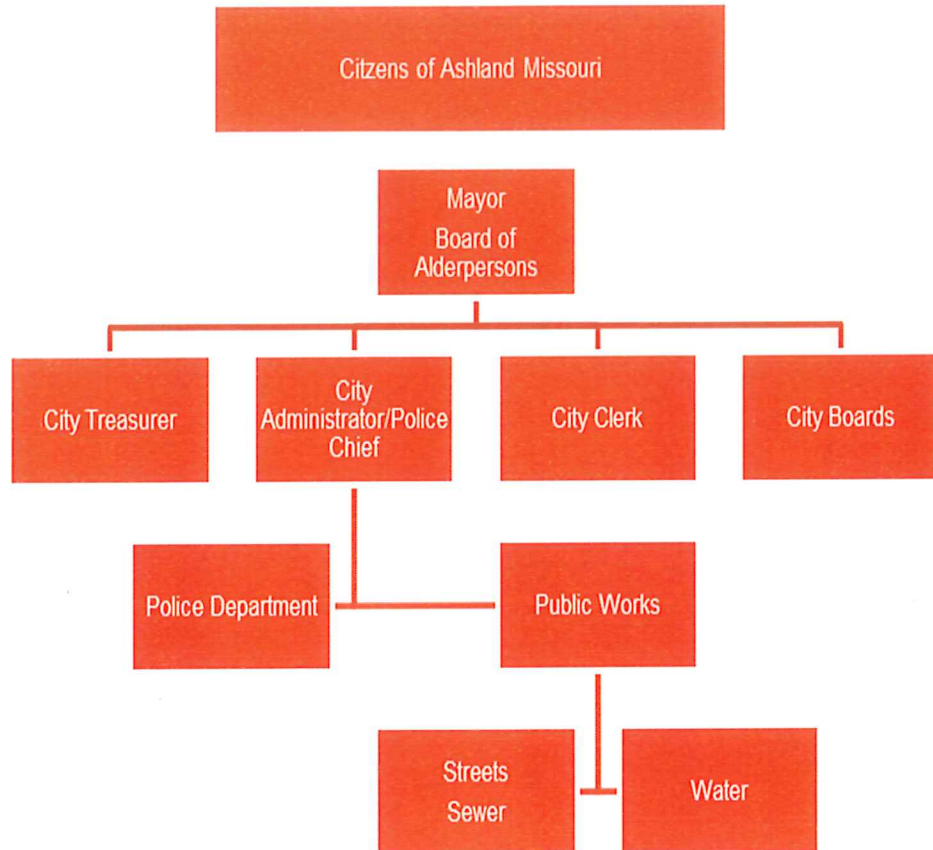 Citzens of Ashland Missouri
Mayor
Board of
Alderpersons
City Treasurer
City
Administrator/Police
Chief
City Clerk
City Boards
Police Department
Public Works
Streets
Sewer
Water